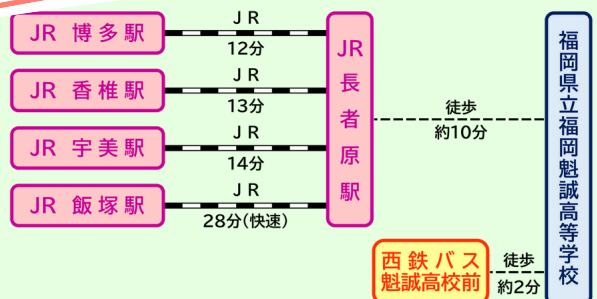 JR 博多駅
JR
12分
JR 香椎駅
JR
13分
JR 宇美駅
JR
14分
JR 飯塚駅
JR
28分(快速)
JR長者原駅
徒歩
約10分
福岡県立福岡魁誠高等学校
西鉄バス
魁誠高校前
徒歩
約2分